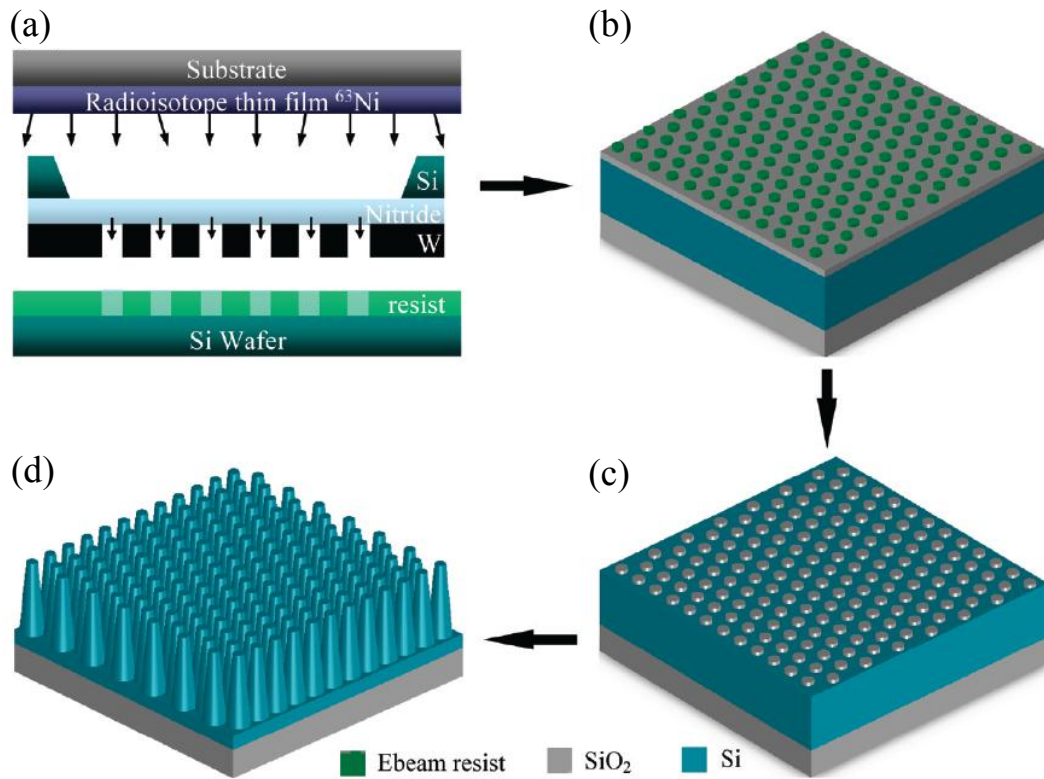 (a)
Substrate
Radioisotope thin film ⁶³Ni
Si
Nitride
W
resist
Si Wafer
(b)
(d)
(c)
Ebeam resist SiO₂ Si